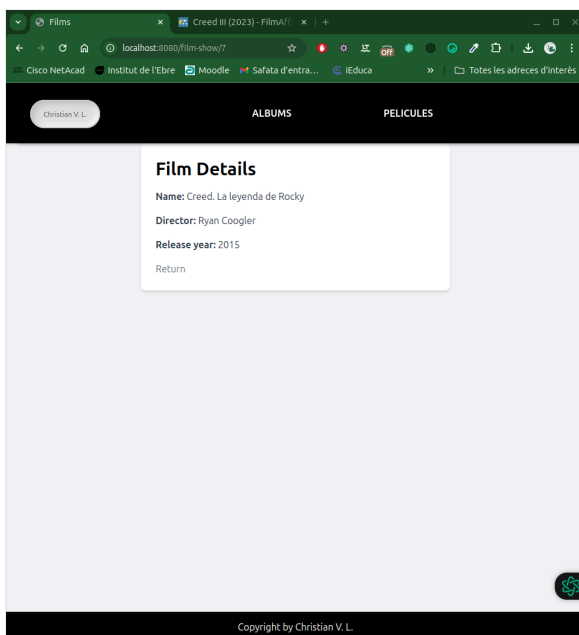 Films
Creed III (2023) - FilmAff
localhost:8080/film-show/7
Off
Cisco NetAcad
Institut de l'Ebre
Moodle
Safata d'entra...
iEduca
»
Totes les adreces d'interès
Christian V. L.
ALBUMS
PELICULES
Film Details
Name: Creed. La leyenda de Rocky
Director: Ryan Coogler
Release year: 2015
Return
Copyright by Christian V. L.